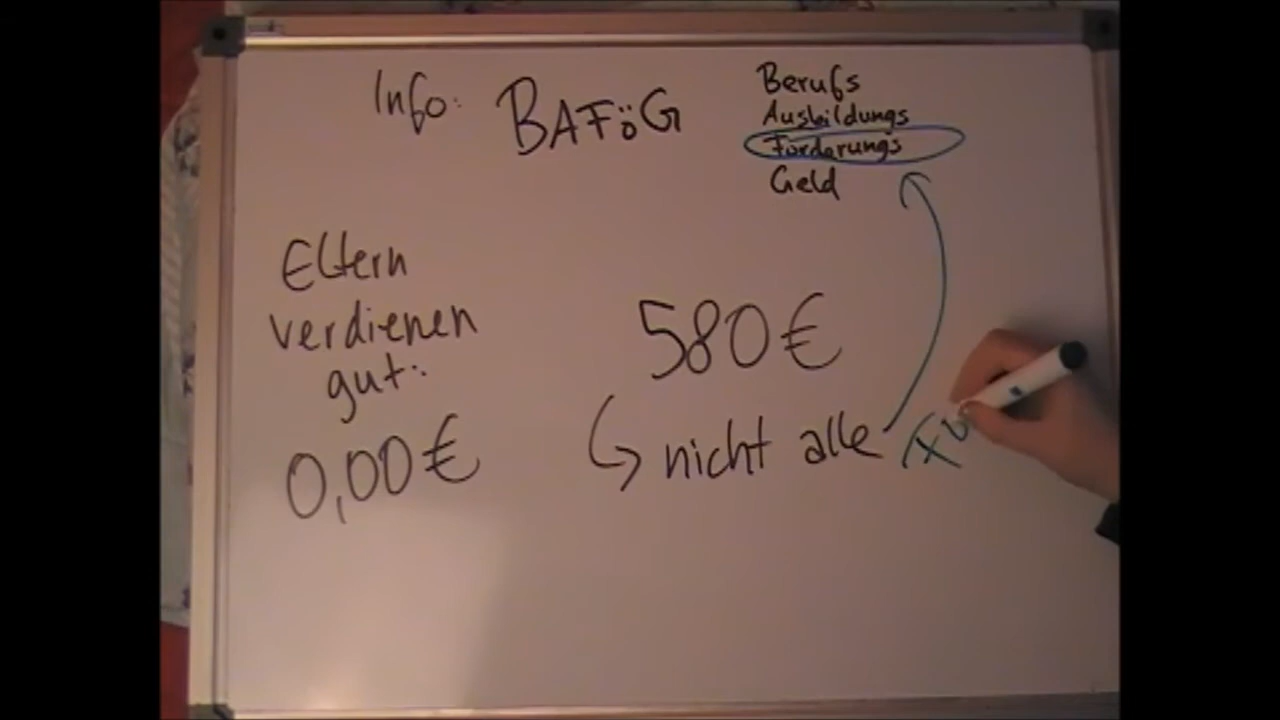 Info: BAFöG
Berufs
Ausbildungs
Förderungs
Geld
Eltern
verdienen
gut:
0,00€
580€
nicht alle